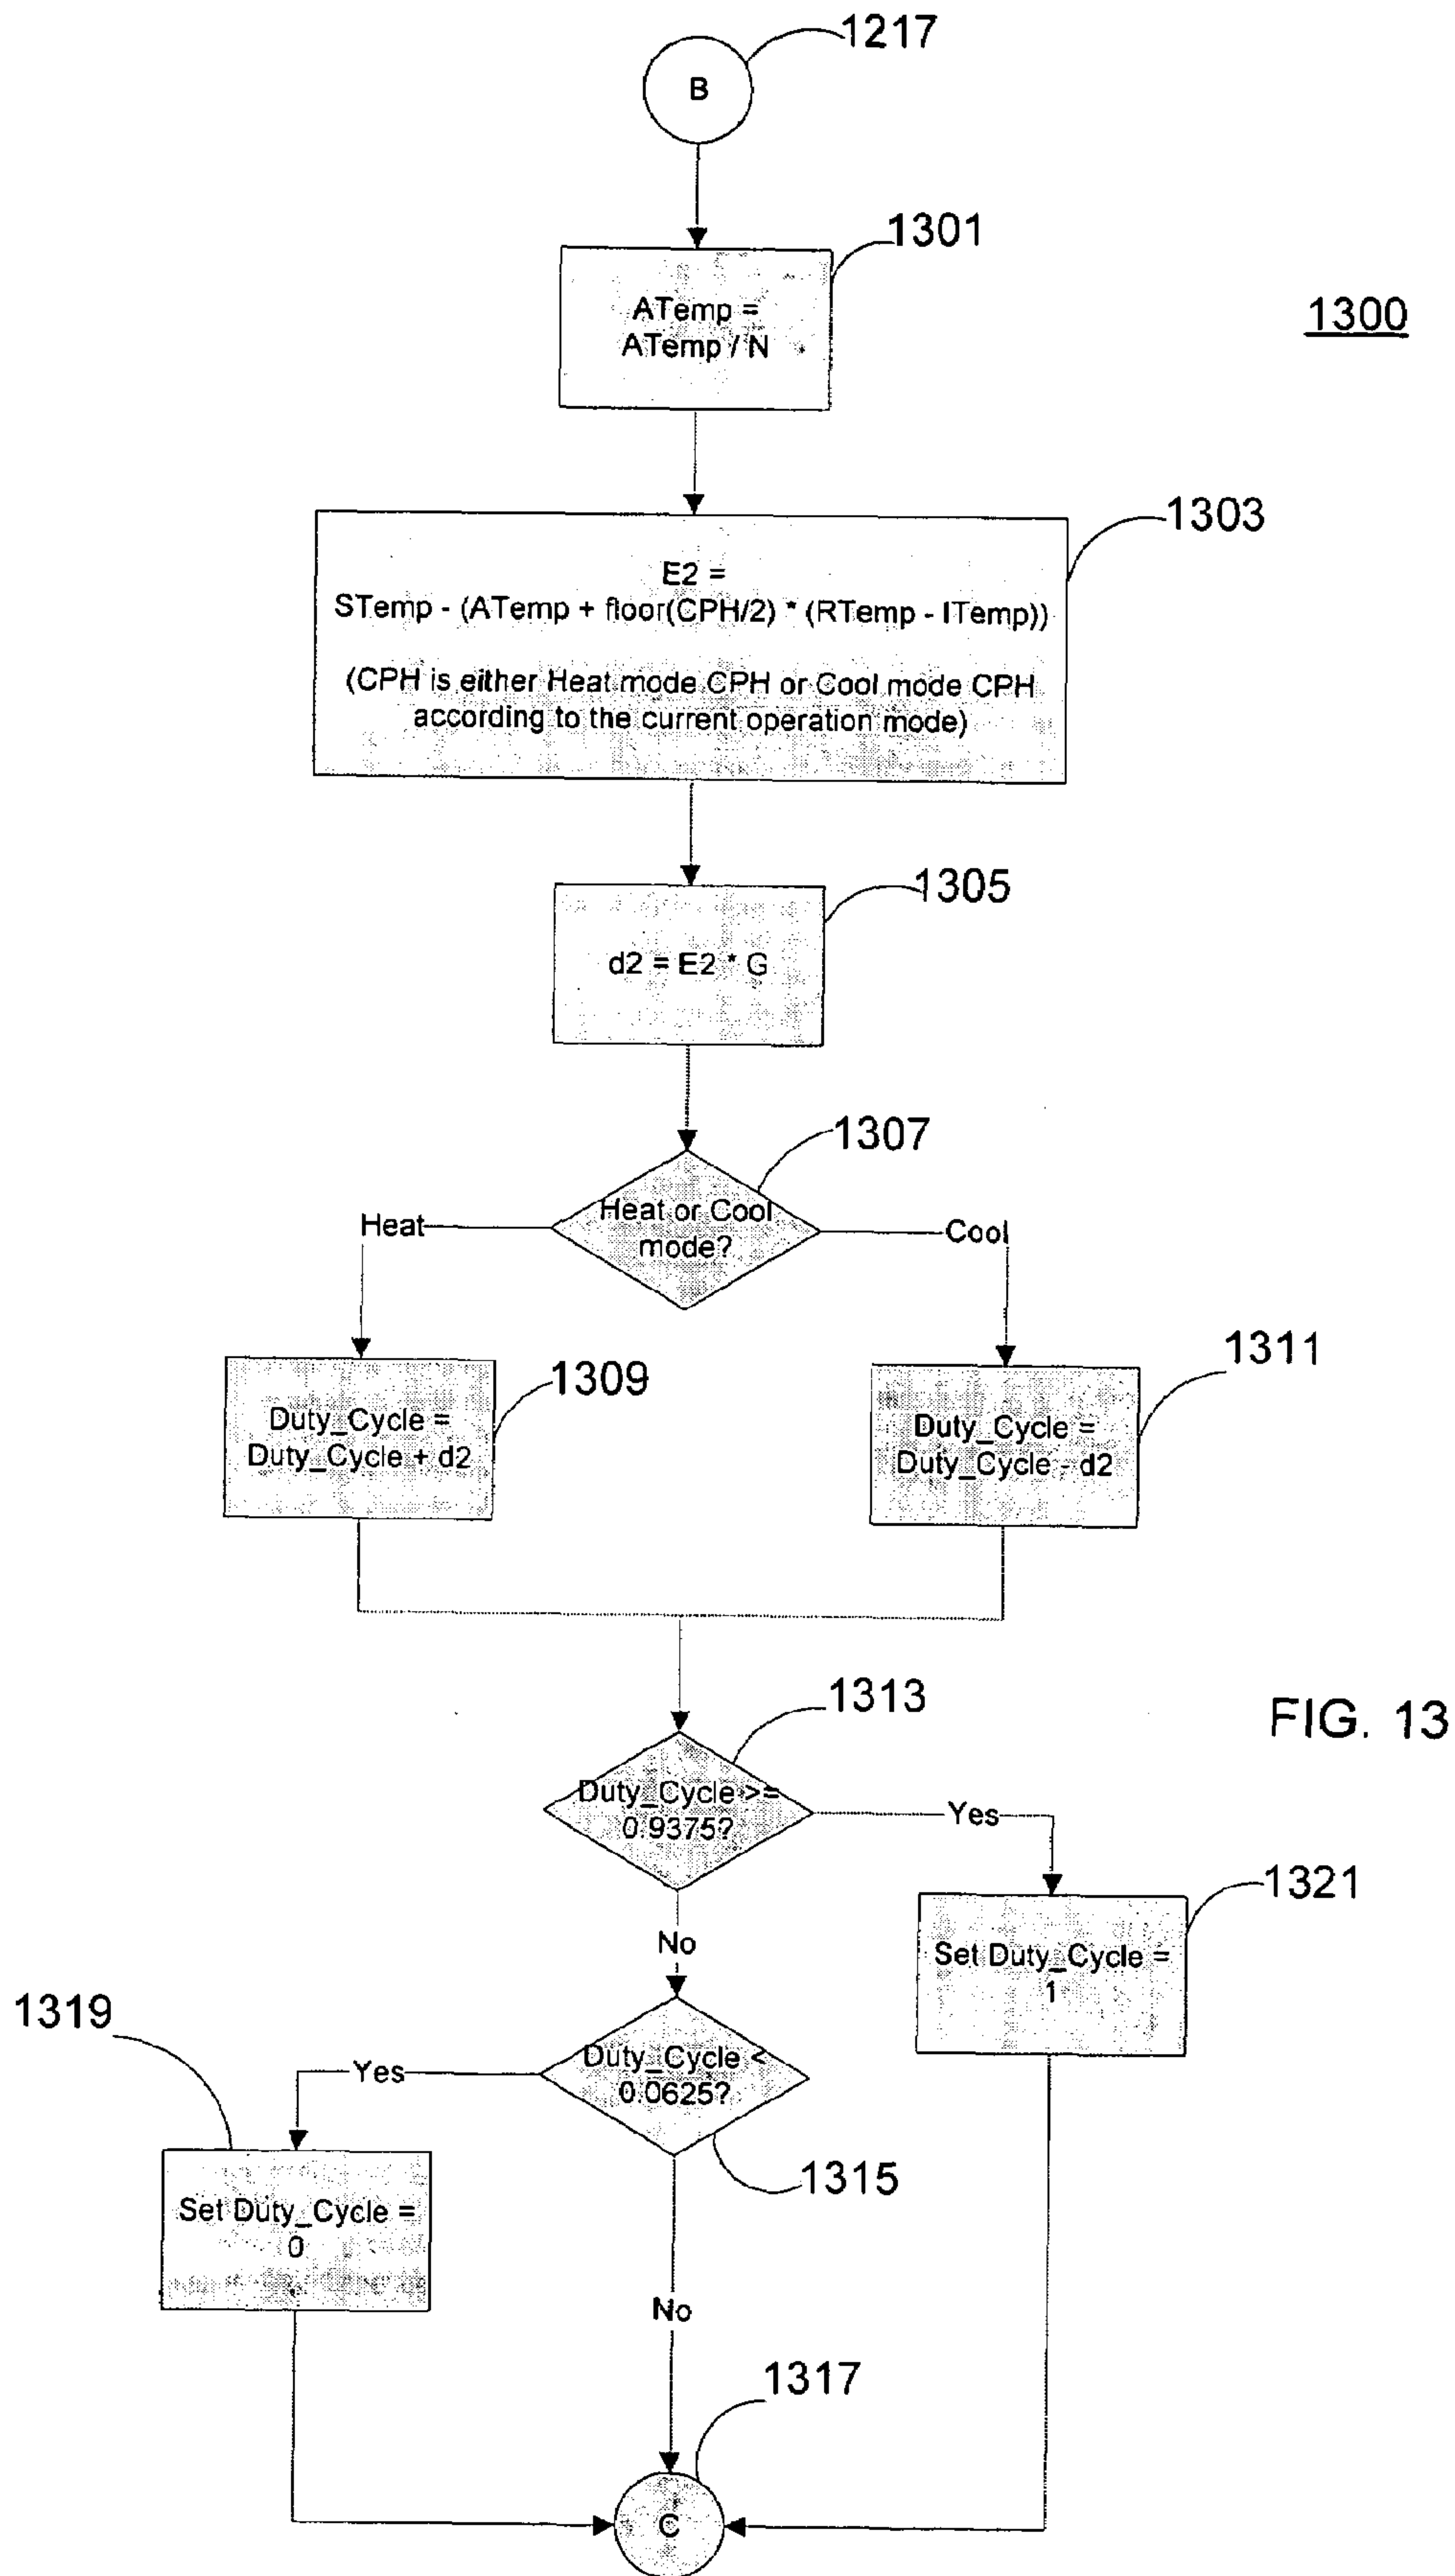 1217
B
1301
ATemp =
ATemp / N
1300
1303
E2 =
STemp - (ATemp + floor(CPH/2) * (RTemp - ITemp))
(CPH is either Heat mode CPH or Cool mode CPH
according to the current operation mode)
1305
d2 = E2 * G
1307
Heat or Cool
mode?
Heat
Cool
1309
1311
Duty_Cycle =
Duty_Cycle + d2
Duty_Cycle =
Duty_Cycle - d2
1313
FIG. 13
Duty_Cycle >=
0.9375?
Yes
1321
No
Set Duty_Cycle =
1
1319
Duty_Cycle <
0.0625?
Yes
1315
Set Duty_Cycle =
0
No
1317
C